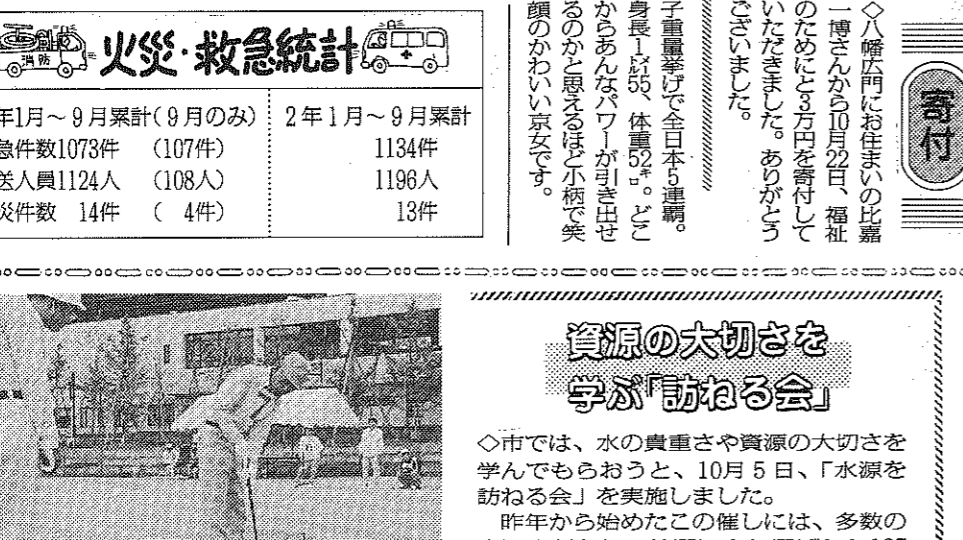 寄付
◇八幡広門にお住まいの比嘉
一博さんから10月22日、福祉
のためにと3万円を寄付して
いただきました。ありがとう
ございました。
子重量挙げで全日本5連覇。
身長1㍍55、体重52㌔。どこ
からあんなパワーが引き出せ
るのかと思えるほど小柄で笑
顔のかわいい京女です。
消防
火災・救急統計
年1月～9月累計(9月のみ) 2年1月～9月累計
急件数1073件 (107件) 1134件
送人員1124人 (108人) 1196人
災件数 14件 ( 4件) 13件
資源の大切さを
学ぶ「訪ねる会」
◇市では、水の貴重さや資源の大切さを
学んでもらおうと、10月5日、「水源を
訪ねる会」を実施しました。
昨年から始めたこの催しには、多数の